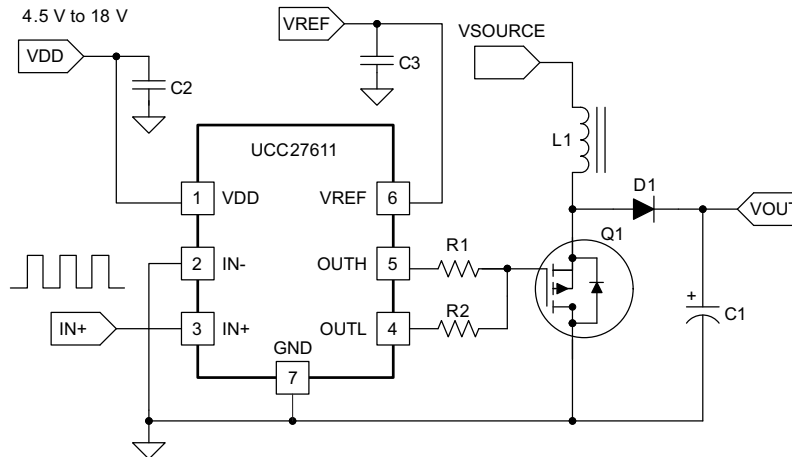 4.5 V to 18 V
VDD
C2
VREF
C3
VSOURCE
L1
UCC27611
1 VDD
VREF 6
D1
VOUT
Q1
2 IN-
OUTH 5
R1
+
C1
IN+
3 IN+
OUTL 4
R2
GND
7